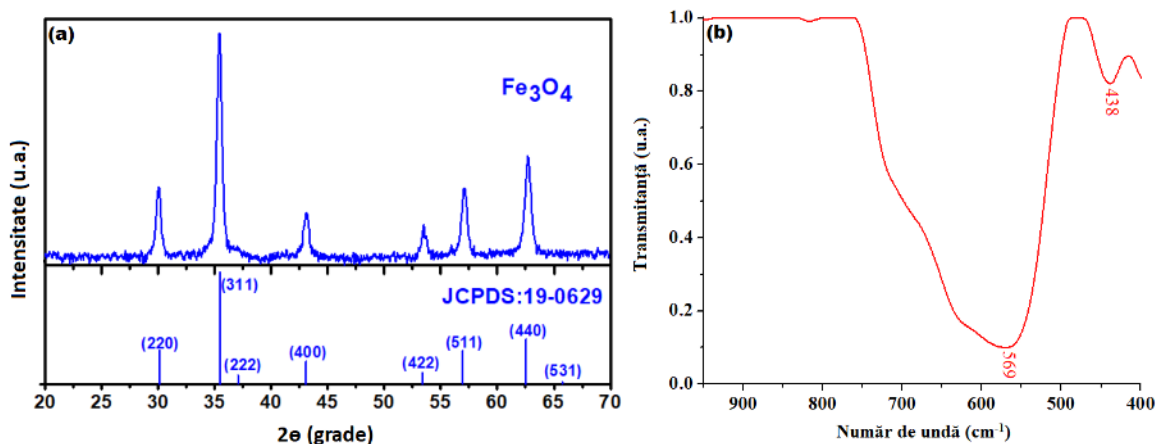 (a)
Fe₃O₄
Intensitate (u.a.)
JCPDS:19-0629
(220)
(311)
(222)
(400)
(422)
(511)
(440)
(531)
20 25 30 35 40 45 50 55 60 65 70
2ɵ (grade)
(b)
Transmitanță (u.a.)
1.0
0.8
0.6
0.4
0.2
0.0
438
569
900 800 700 600 500 400
Număr de undă (cm⁻¹)